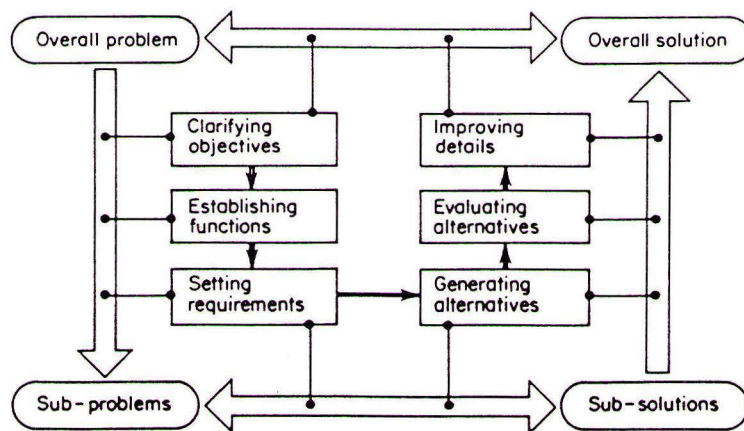 Overall problem
Overall solution
Clarifying
objectives
Improving
details
Establishing
functions
Evaluating
alternatives
Setting
requirements
Generating
alternatives
Sub-problems
Sub-solutions